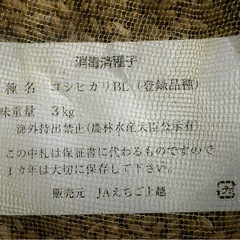 消毒済種子
種 名 コシヒカリBL(登録品種)
味重量 3kg
海外持出禁止(農林水産大臣公示有)
この中札は保証書に代わるものですので
1カ年は大切に保存して下さい。
販売元 JAえちご上越